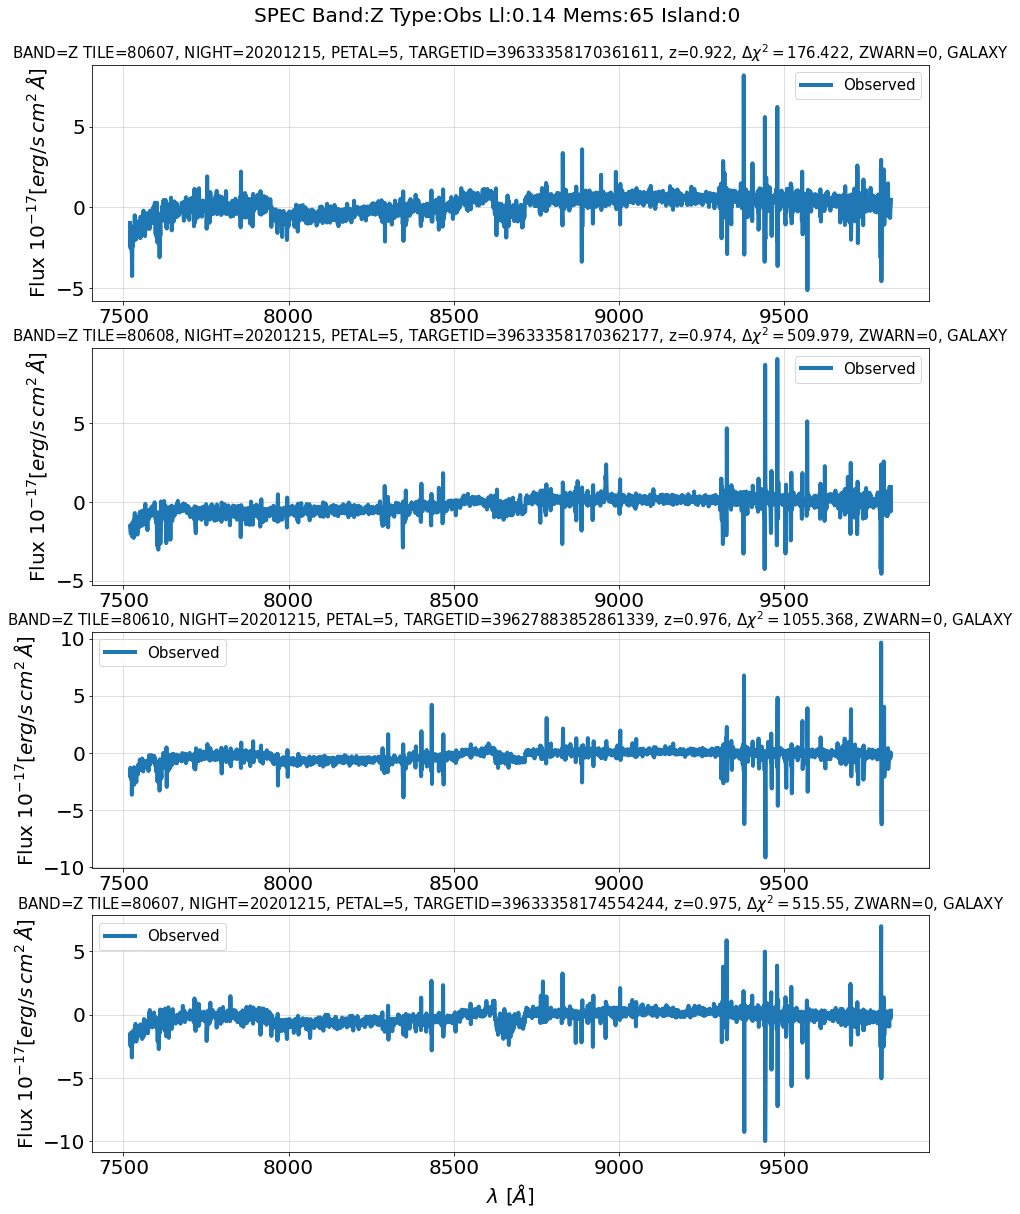 SPEC Band:Z Type:Obs Ll:0.14 Mems:65 Island:0
BAND=Z TILE=80607, NIGHT=20201215, PETAL=5, TARGETID=39633358170361611, z=0.922, Δχ²=176.422, ZWARN=0, GALAXY
Flux 10⁻¹⁷[erg/s cm² Å]
Observed
5
0
−5
7500 8000 8500 9000 9500
BAND=Z TILE=80608, NIGHT=20201215, PETAL=5, TARGETID=39633358170362177, z=0.974, Δχ²=509.979, ZWARN=0, GALAXY
Flux 10⁻¹⁷[erg/s cm² Å]
Observed
5
0
−5
7500 8000 8500 9000 9500
BAND=Z TILE=80610, NIGHT=20201215, PETAL=5, TARGETID=39627883852861339, z=0.976, Δχ²=1055.368, ZWARN=0, GALAXY
Flux 10⁻¹⁷[erg/s cm² Å]
Observed
10
5
0
−5
−10
7500 8000 8500 9000 9500
BAND=Z TILE=80607, NIGHT=20201215, PETAL=5, TARGETID=39633358174554244, z=0.975, Δχ²=515.55, ZWARN=0, GALAXY
Flux 10⁻¹⁷[erg/s cm² Å]
Observed
5
0
−5
−10
7500 8000 8500 9000 9500
λ [Å]